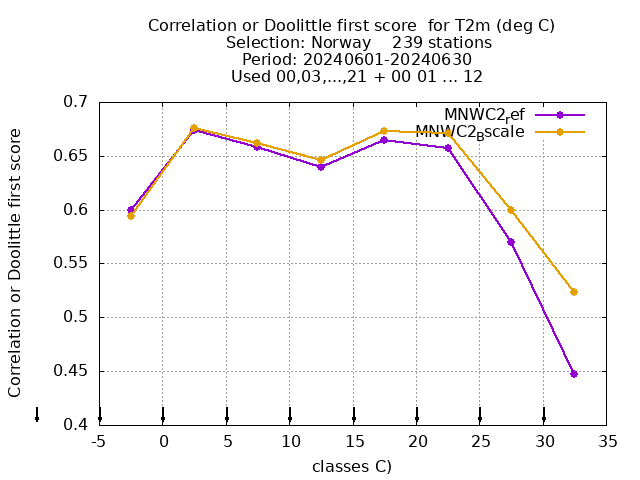 Correlation or Doolittle first score  for T2m (deg C)
Selection: Norway    239 stations
Period: 20240601-20240630
Used 00,03,...,21 + 00 01 ... 12
Correlation or Doolittle first score
0.7
0.65
0.6
0.55
0.5
0.45
0.4
MNWC2ref
MNWC2Bscale
-5 0 5 10 15 20 25 30 35
classes C)